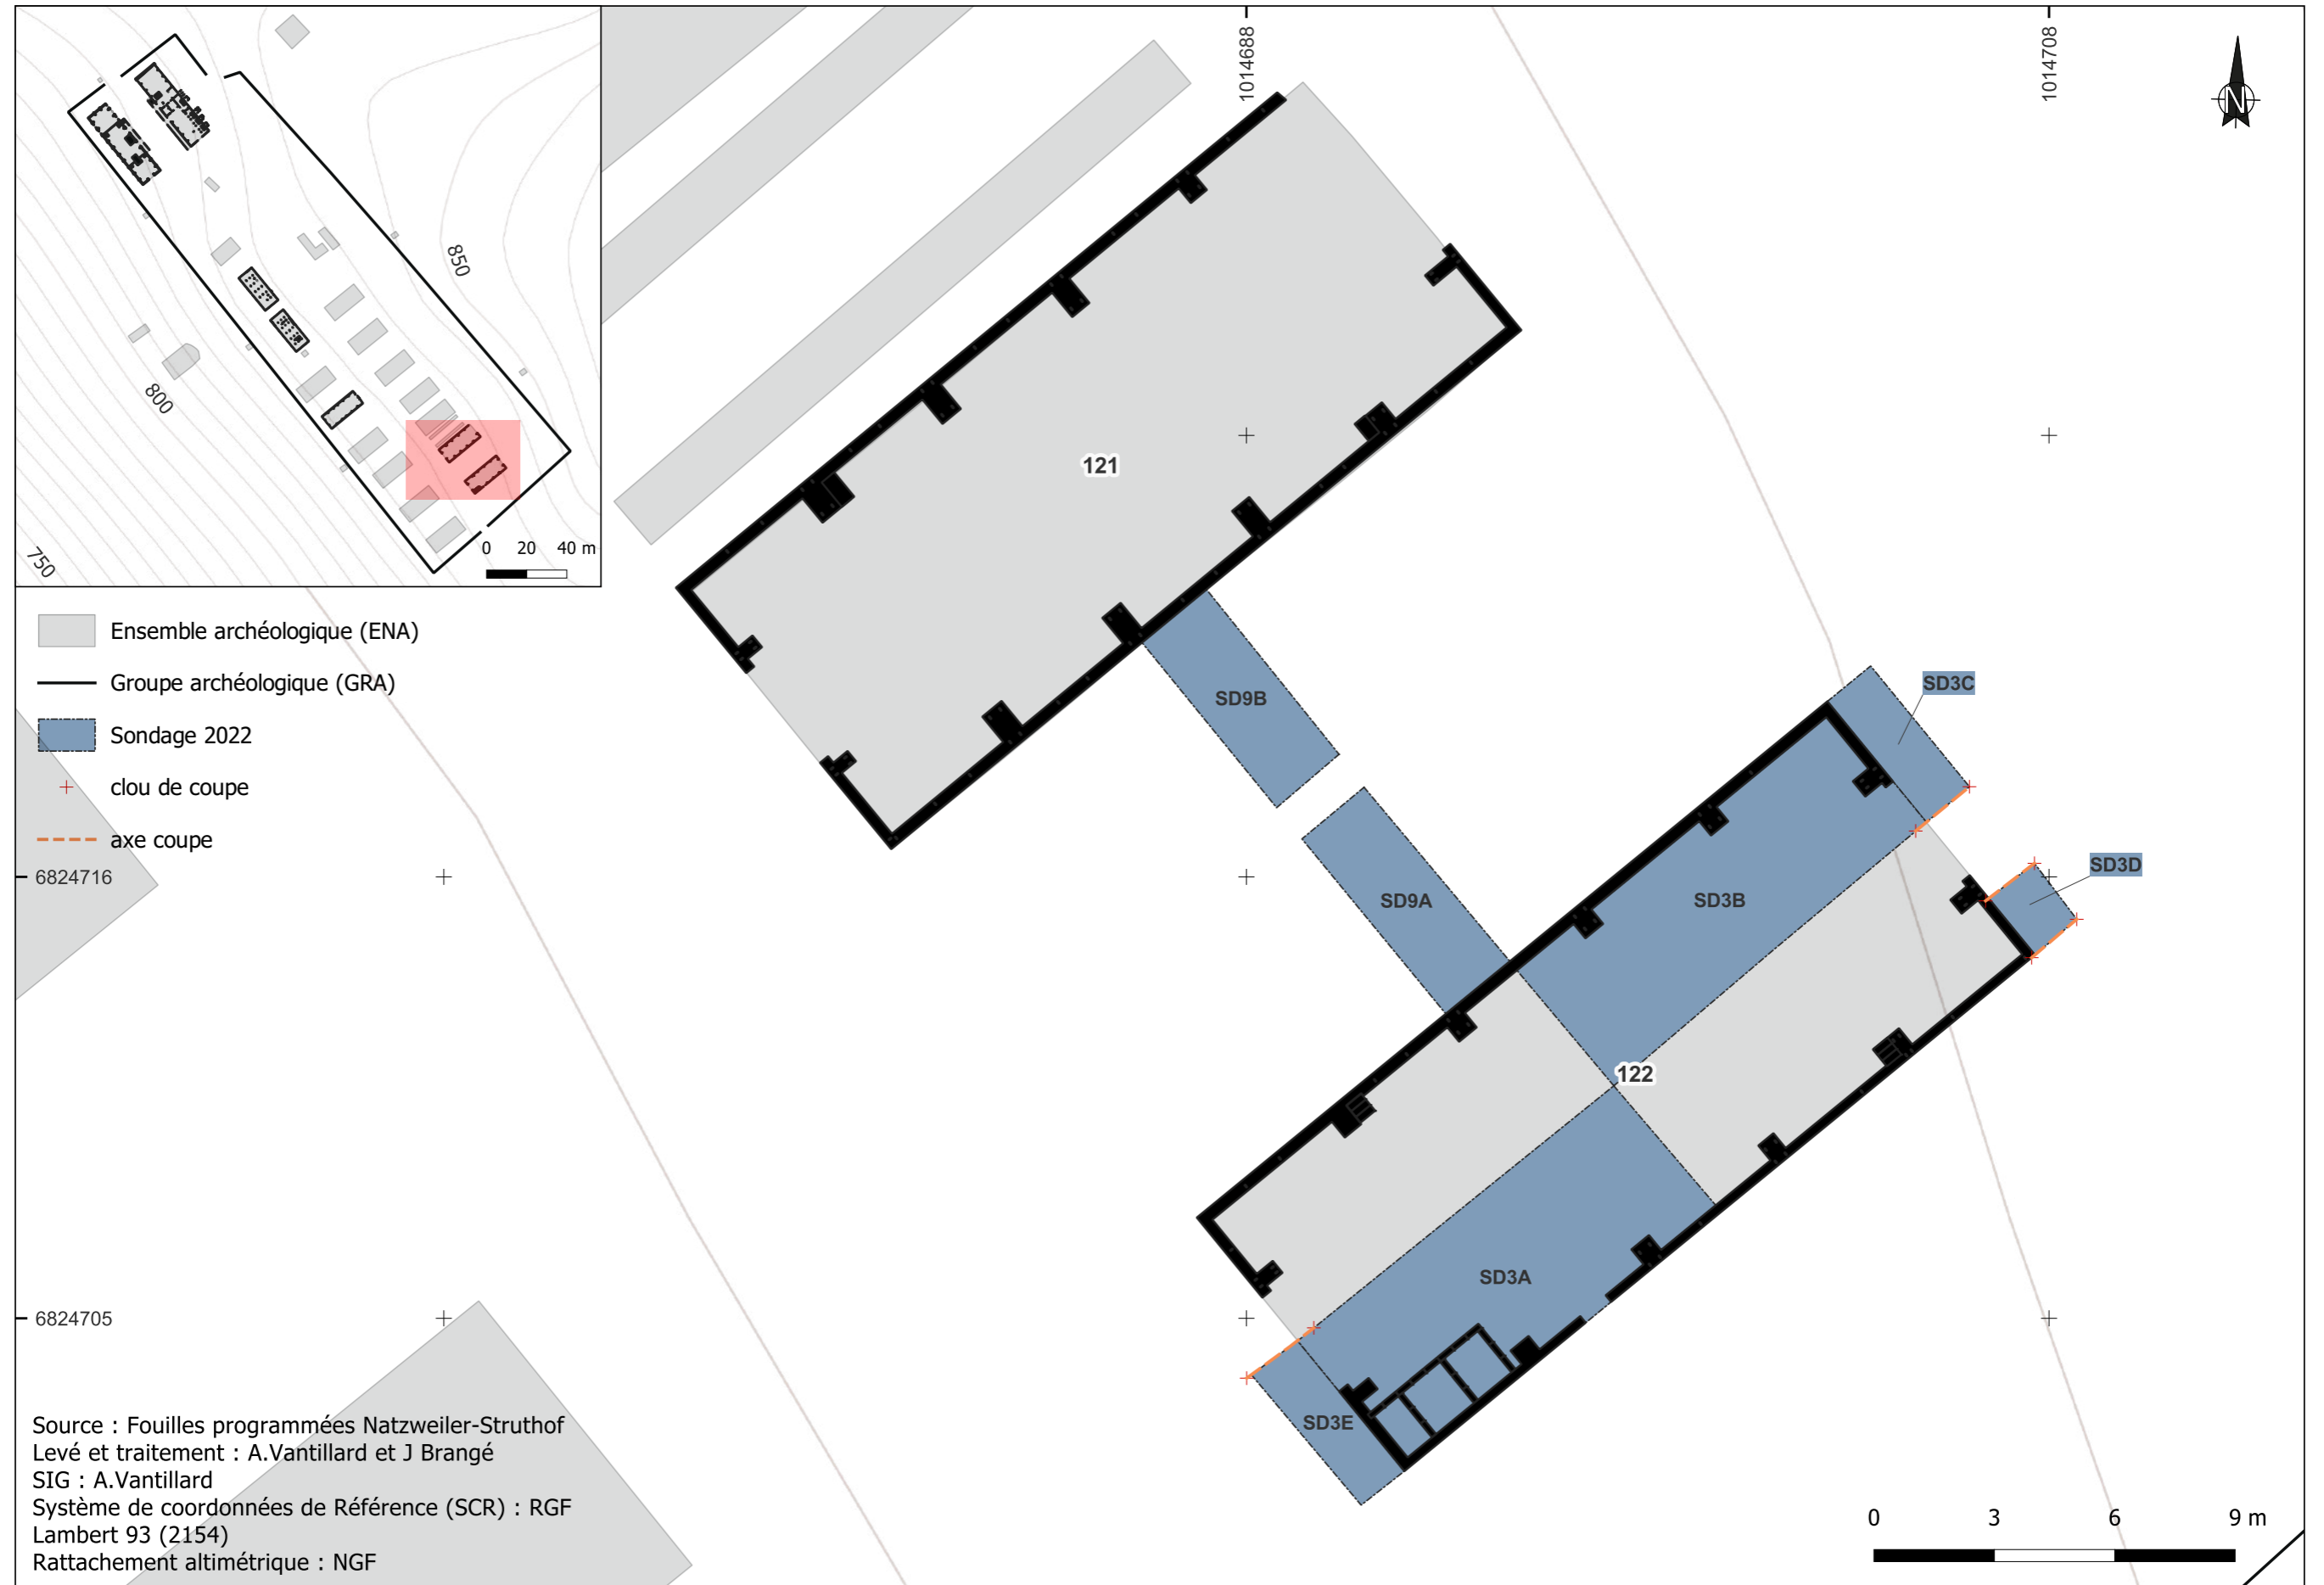 1014688
1014708
N
850
800
750
0 20 40 m
121
Ensemble archéologique (ENA)
Groupe archéologique (GRA)
Sondage 2022
clou de coupe
axe coupe
SD9B
SD3C
SD3D
6824716
SD9A
SD3B
122
SD3A
6824705
SD3E
Source : Fouilles programmées Natzweiler-Struthof
Levé et traitement : A.Vantillard et J Brangé
SIG : A.Vantillard
Système de coordonnées de Référence (SCR) : RGF
Lambert 93 (2154)
Rattachement altimétrique : NGF
0 3 6 9 m